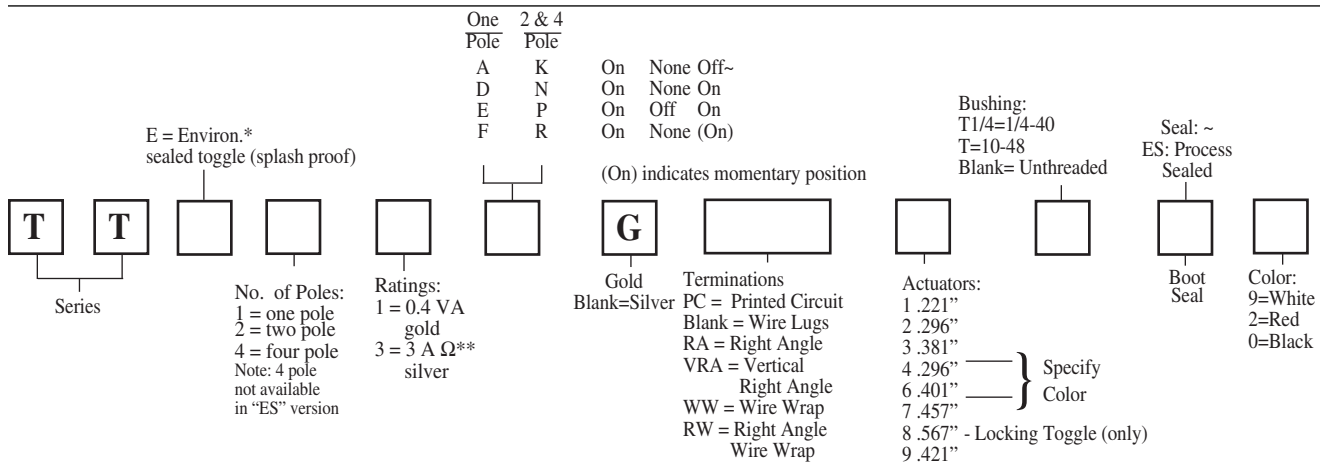 One 2 & 4
Pole Pole
A K On None Off~
D N On None On
E P On Off On
F R On None (On)
(On) indicates momentary position
E = Environ.*
sealed toggle (splash proof)
Bushing:
T1/4=1/4-40
T=10-48
Blank= Unthreaded
Seal: ~
ES: Process
Sealed
T T G
Series
No. of Poles:
1 = one pole
2 = two pole
4 = four pole
Note: 4 pole
not available
in “ES” version
Ratings:
1 = 0.4 VA
gold
3 = 3 A Ω**
silver
Gold
Blank=Silver
Terminations
PC = Printed Circuit
Blank = Wire Lugs
RA = Right Angle
VRA = Vertical
Right Angle
WW = Wire Wrap
RW = Right Angle
Wire Wrap
Actuators:
1 .221”
2 .296”
3 .381”
4 .296”
6 .401”
7 .457”
8 .567” - Locking Toggle (only)
9 .421”
Specify
Color
Boot
Seal
Color:
9=White
2=Red
0=Black